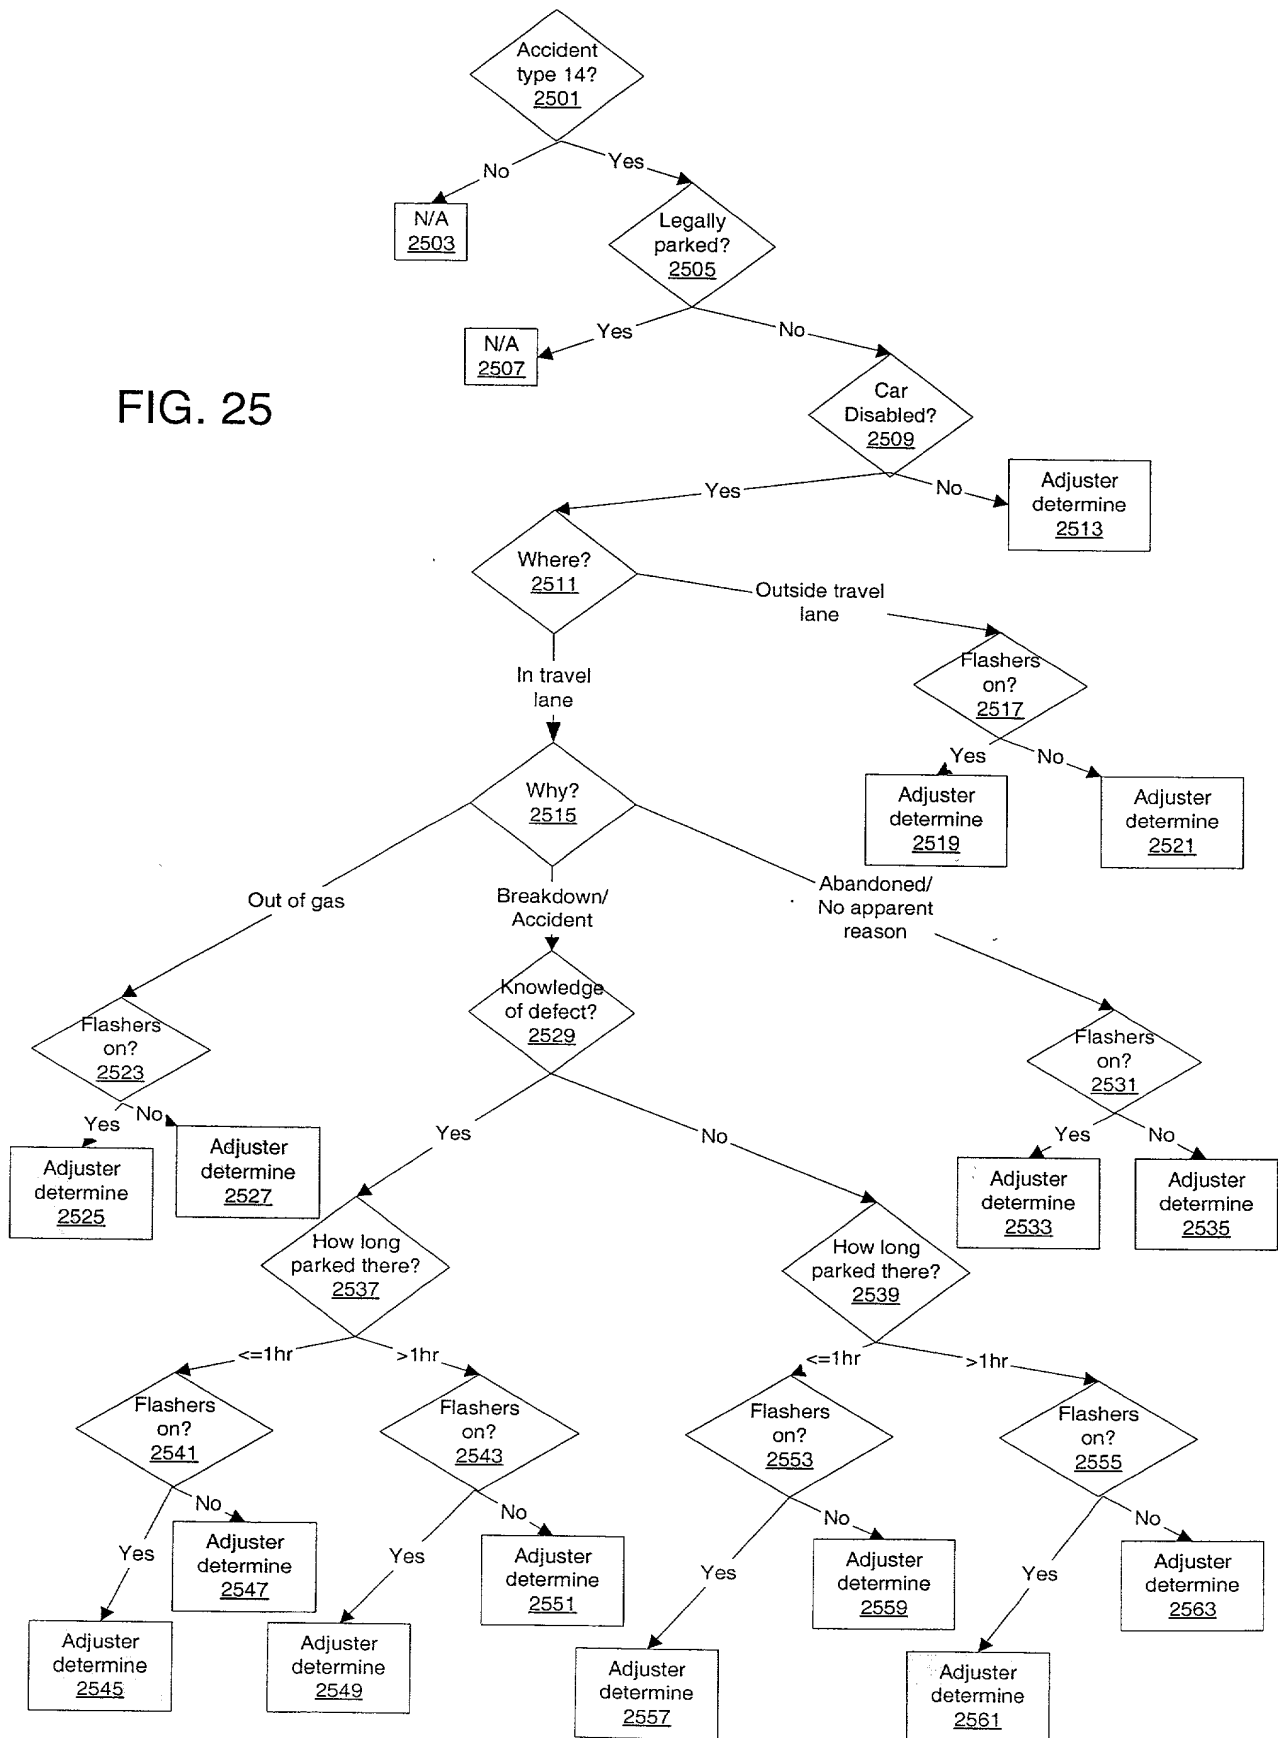 Accident
type 14?
2501
No
Yes
N/A
2503
Legally
parked?
2505
Yes
No
N/A
2507
FIG. 25
Car
Disabled?
2509
Yes
No
Adjuster
determine
2513
Where?
2511
Outside travel
lane
In travel
lane
Flashers
on?
2517
Yes
No
Adjuster
determine
2519
Adjuster
determine
2521
Why?
2515
Out of gas
Breakdown/
Accident
Abandoned/
No apparent
reason
Flashers
on?
2523
Yes
No
Adjuster
determine
2525
Adjuster
determine
2527
Knowledge
of defect?
2529
Yes
No
Flashers
on?
2531
Yes
No
Adjuster
determine
2533
Adjuster
determine
2535
How long
parked there?
2537
<=1hr
>1hr
How long
parked there?
2539
<=1hr
>1hr
Flashers
on?
2541
No
Yes
Adjuster
determine
2547
Adjuster
determine
2545
Flashers
on?
2543
No
Yes
Adjuster
determine
2551
Adjuster
determine
2549
Flashers
on?
2553
No
Yes
Adjuster
determine
2559
Adjuster
determine
2557
Flashers
on?
2555
No
Yes
Adjuster
determine
2563
Adjuster
determine
2561